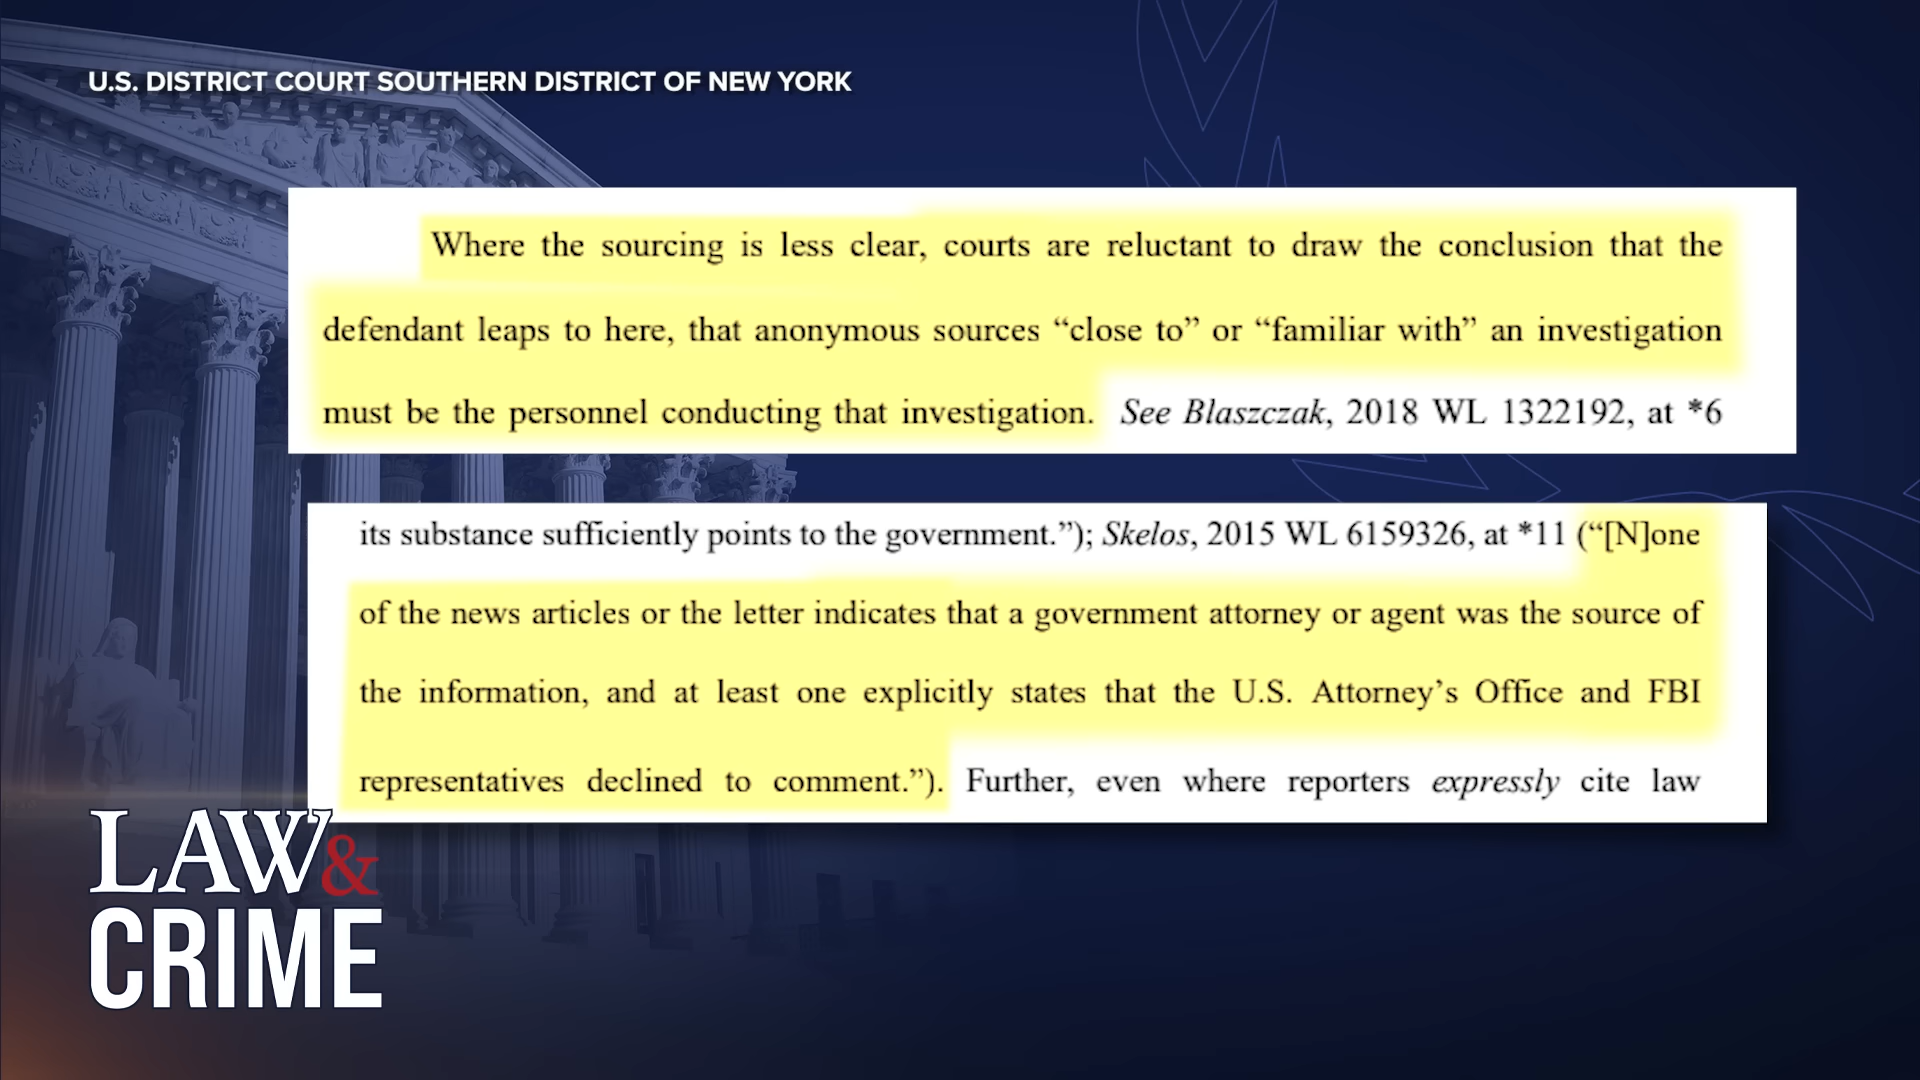 U.S. DISTRICT COURT SOUTHERN DISTRICT OF NEW YORK
Where the sourcing is less clear, courts are reluctant to draw the conclusion that the
defendant leaps to here, that anonymous sources “close to” or “familiar with” an investigation
must be the personnel conducting that investigation. See Blaszczak, 2018 WL 1322192, at *6
its substance sufficiently points to the government.”); Skelos, 2015 WL 6159326, at *11 (“[N]one
of the news articles or the letter indicates that a government attorney or agent was the source of
the information, and at least one explicitly states that the U.S. Attorney’s Office and FBI
representatives declined to comment.”). Further, even where reporters expressly cite law
LAW&
CRIME